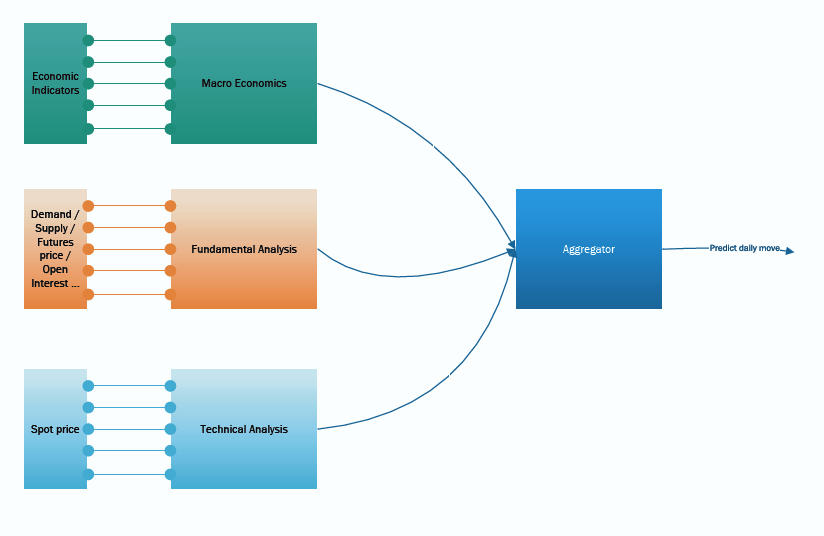 Economic
Indicators
Macro Economics
Demand /
Supply /
Futures
price /
Open
Interest ...
Fundamental Analysis
Aggregator
Predict daily move
Spot price
Technical Analysis